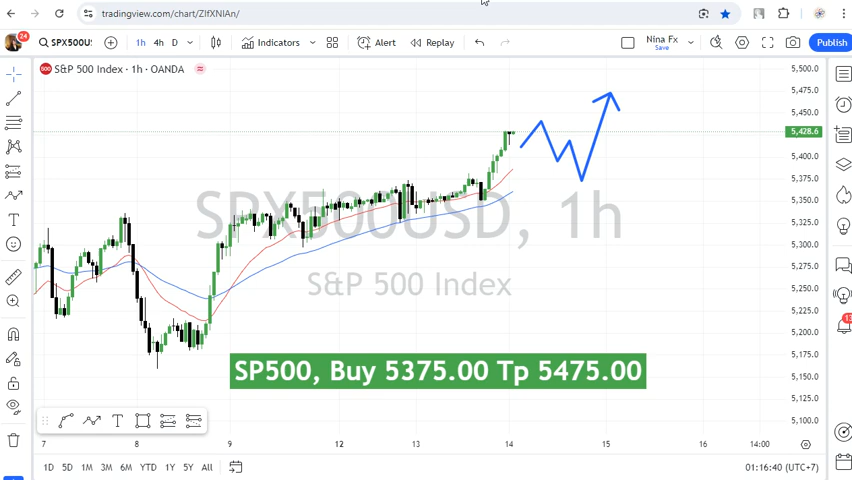 tradingview.com/chart/ZIfXNIAn/
24
SPX500U:
1h
4h
D
Indicators
Alert
Replay
Nina Fx
Save
Publish
500
S&P 500 Index · 1h · OANDA
5,500.0
5,475.0
5,450.0
5,428.6
5,400.0
5,375.0
5,350.0
5,325.0
5,300.0
5,275.0
5,250.0
5,225.0
5,200.0
5,175.0
5,150.0
5,125.0
5,100.0
SPX500USD, 1h
S&P 500 Index
SP500, Buy 5375.00 Tp 5475.00
7
8
9
12
13
14
15
16
14:00
1D
5D
1M
3M
6M
YTD
1Y
5Y
All
01:16:40 (UTC+7)